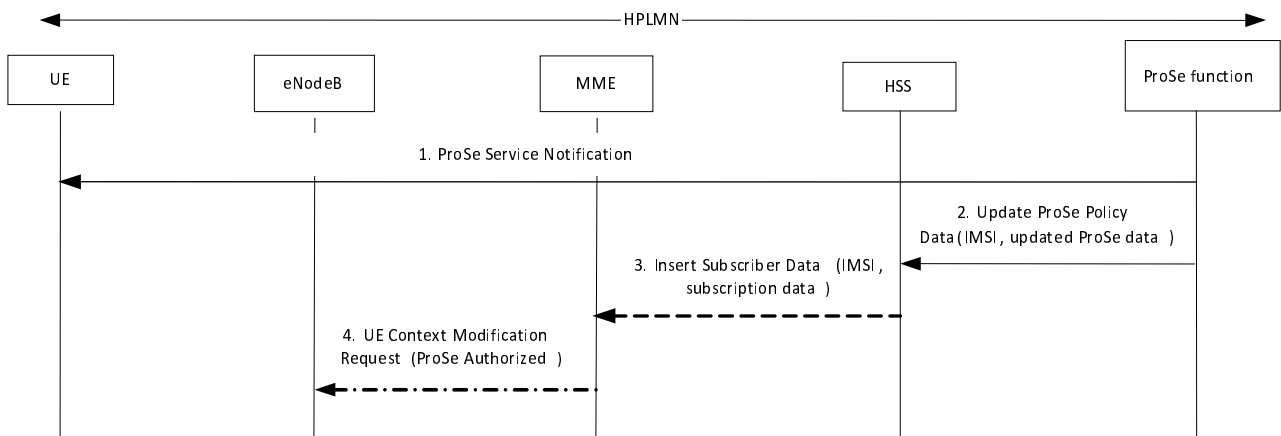 HPLMN
UE
eNodeB
MME
HSS
ProSe function
1. ProSe Service Notification
2. Update ProSe Policy
Data(IMSI, updated ProSe data )
3. Insert Subscriber Data (IMSI,
subscription data )
4. UE Context Modification
Request (ProSe Authorized )